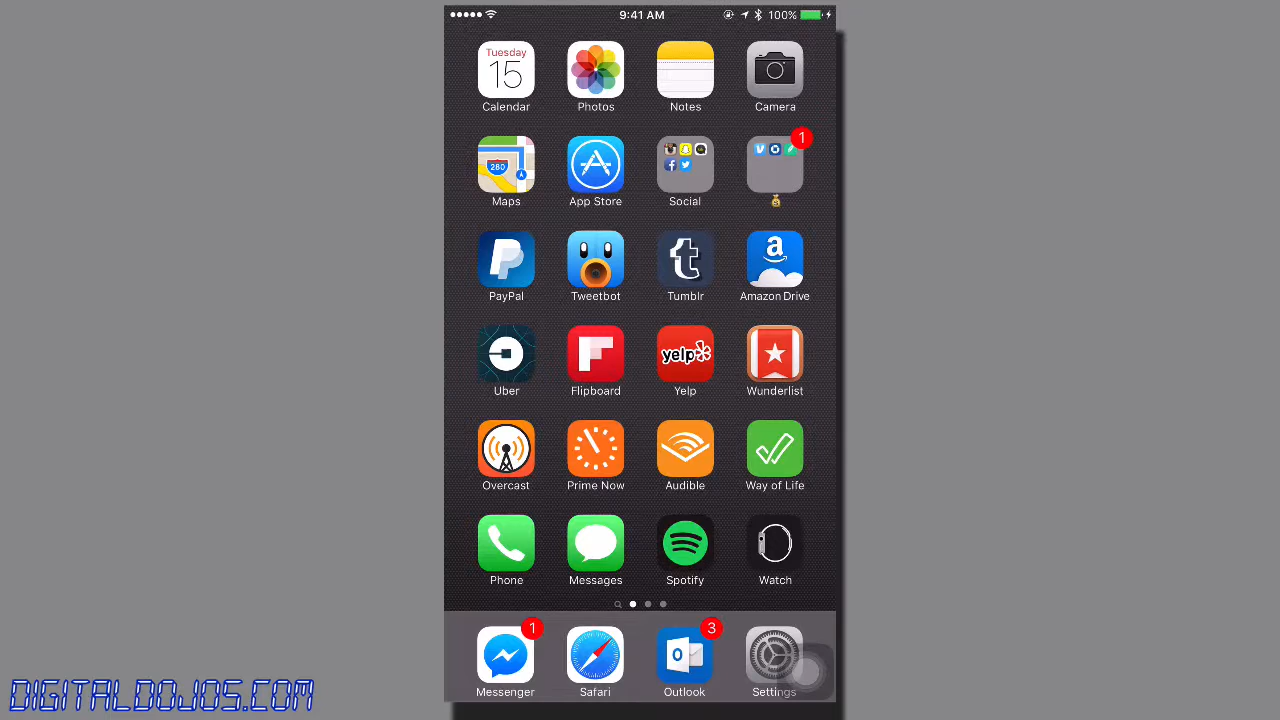 9:41 AM 100%
Tuesday
15
Calendar Photos Notes Camera
280
1
Maps App Store Social 💰
PayPal Tweetbot Tumblr Amazon Drive
yelp
Uber Flipboard Yelp Wunderlist
Overcast Prime Now Audible Way of Life
Phone Messages Spotify Watch
1 3
Messenger Safari Outlook Settings
DIGITALDOJOS.COM